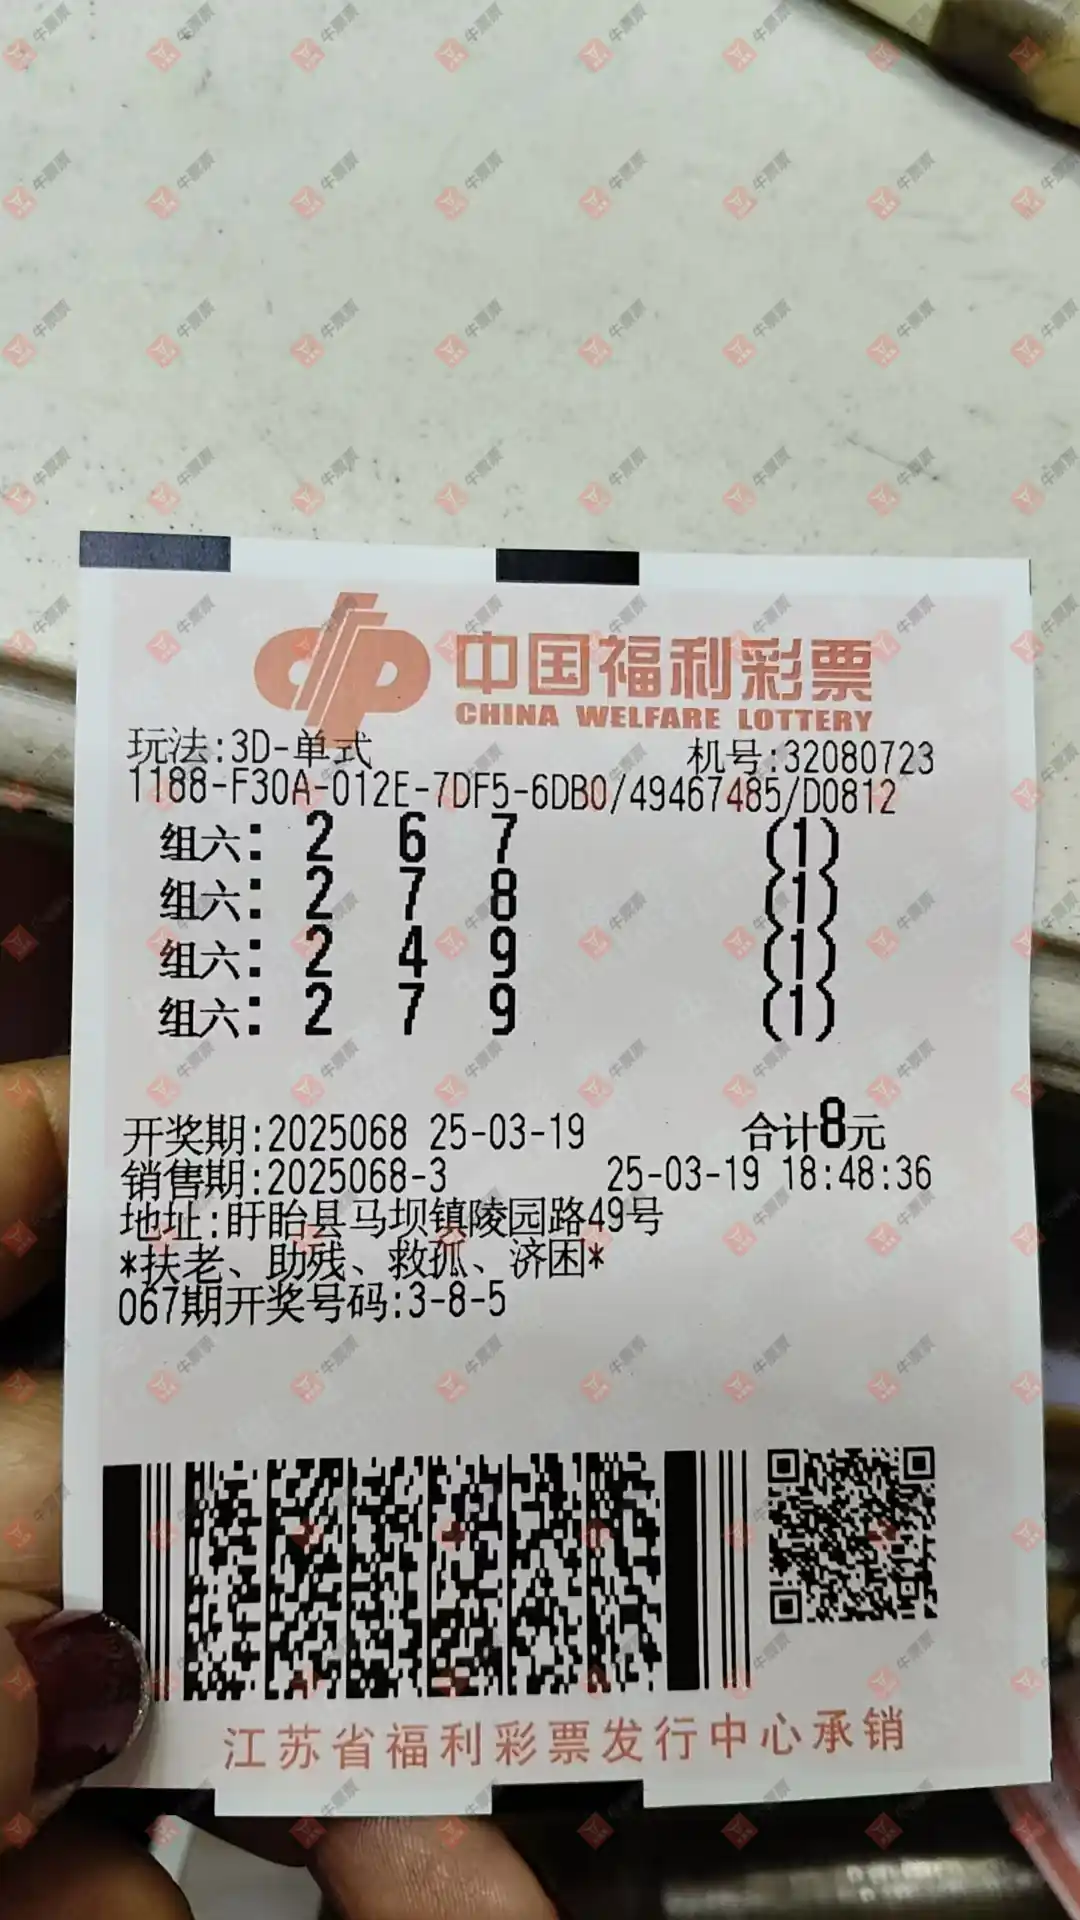 中国福利彩票
CHINA WELFARE LOTTERY
玩法:3D-单式 机号:32080723
1188-F30A-012E-7DF5-6DB0/49467485/D0812
组六: 2 6 7 (1)
组六: 2 7 8 (1)
组六: 2 4 9 (1)
组六: 2 7 9 (1)
开奖期:2025068 25-03-19 合计8元
销售期:2025068-3 25-03-19 18:48:36
地址:盱眙县马坝镇陵园路49号
*扶老、助残、救孤、济困*
067期开奖号码:3-8-5
江苏省福利彩票发行中心承销
牛票票